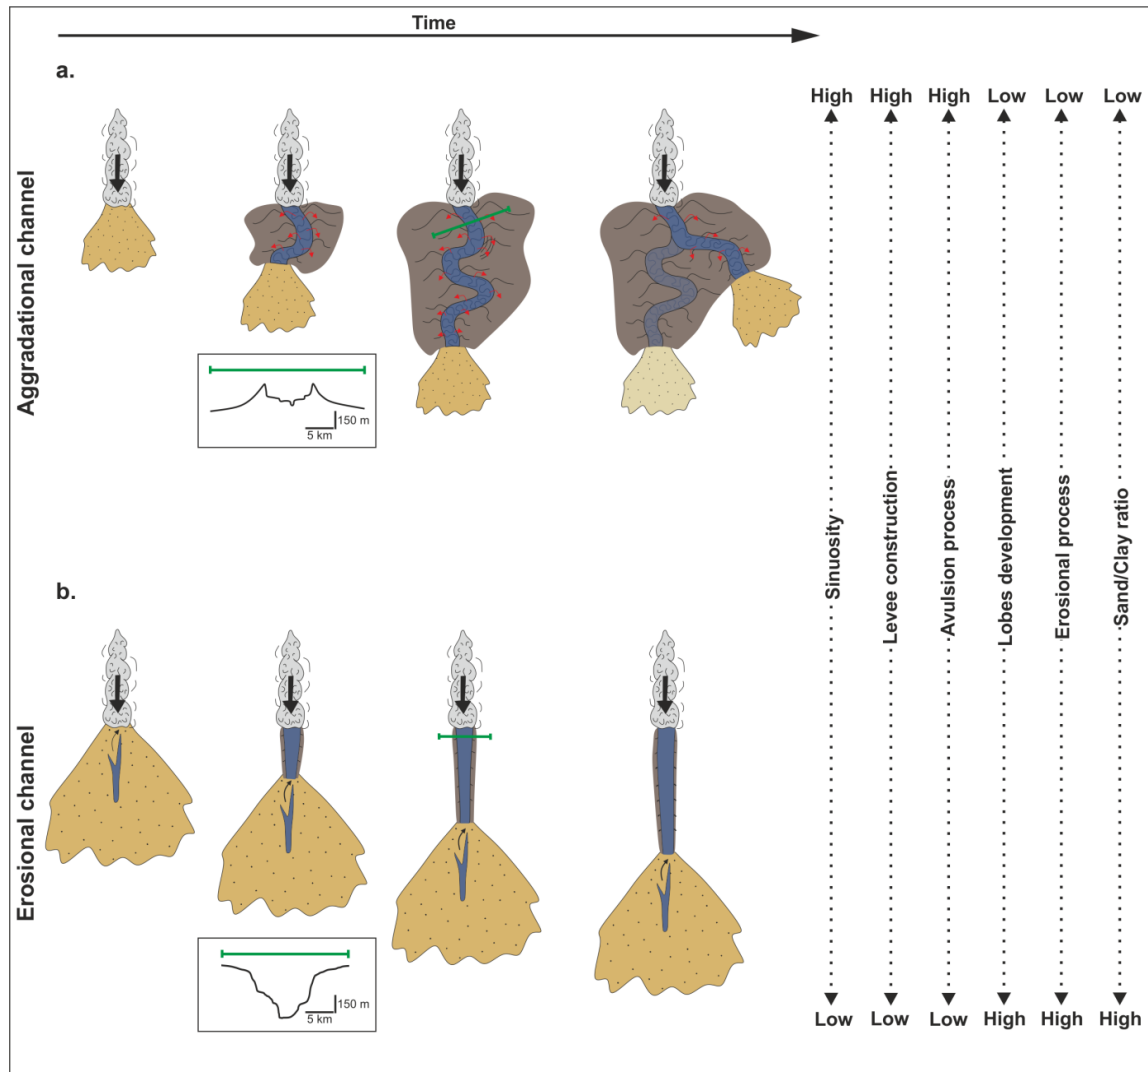 Time
a.
Aggradational channel
150 m
5 km
b.
Erosional channel
150 m
5 km
High High High Low Low Low
Sinuosity
Levee construction
Avulsion process
Lobes development
Erosional process
Sand/Clay ratio
Low Low Low High High High